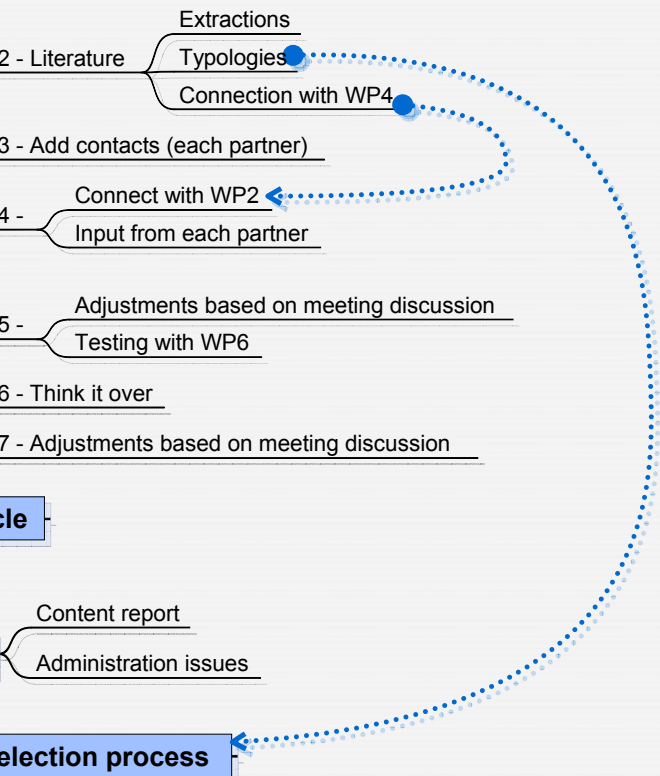 Extractions
2 - Literature
Typologies
Connection with WP4
3 - Add contacts (each partner)
Connect with WP2
4 -
Input from each partner
Adjustments based on meeting discussion
5 -
Testing with WP6
6 - Think it over
7 - Adjustments based on meeting discussion
cle
Content report
Administration issues
election process